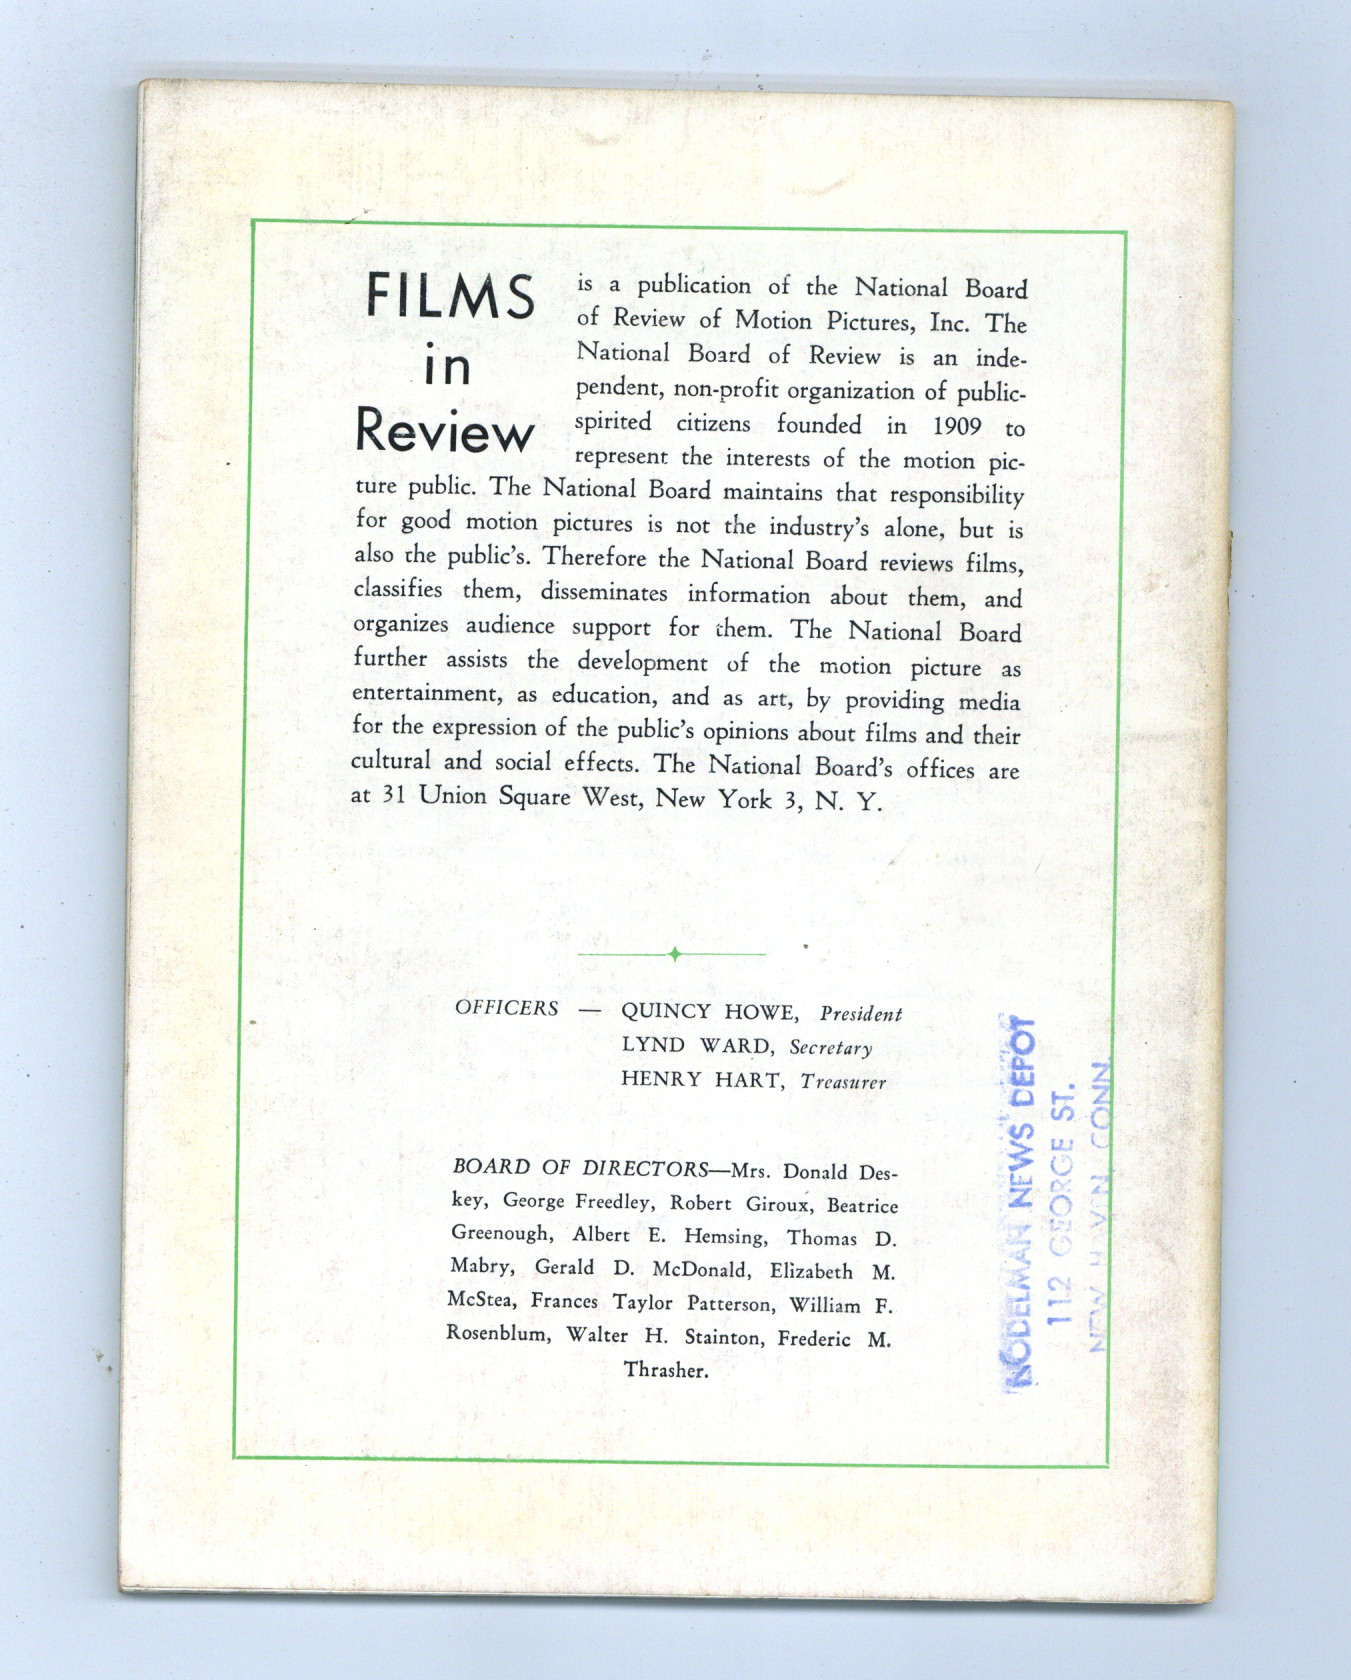 FILMS
in
Review
is a publication of the National Board
of Review of Motion Pictures, Inc. The
National Board of Review is an inde-
pendent, non-profit organization of public-
spirited citizens founded in 1909 to
represent the interests of the motion pic-
ture public. The National Board maintains that responsibility
for good motion pictures is not the industry's alone, but is
also the public's. Therefore the National Board reviews films,
classifies them, disseminates information about them, and
organizes audience support for them. The National Board
further assists the development of the motion picture as
entertainment, as education, and as art, by providing media
for the expression of the public's opinions about films and their
cultural and social effects. The National Board's offices are
at 31 Union Square West, New York 3, N. Y.
OFFICERS — QUINCY HOWE, President
LYND WARD, Secretary
HENRY HART, Treasurer
BOARD OF DIRECTORS—Mrs. Donald Des-
key, George Freedley, Robert Giroux, Beatrice
Greenough, Albert E. Hemsing, Thomas D.
Mabry, Gerald D. McDonald, Elizabeth M.
McStea, Frances Taylor Patterson, William F.
Rosenblum, Walter H. Stainton, Frederic M.
Thrasher.
NODELMAN NEWS DEPOT
112 GEORGE ST.
NEW HAVEN, CONN.